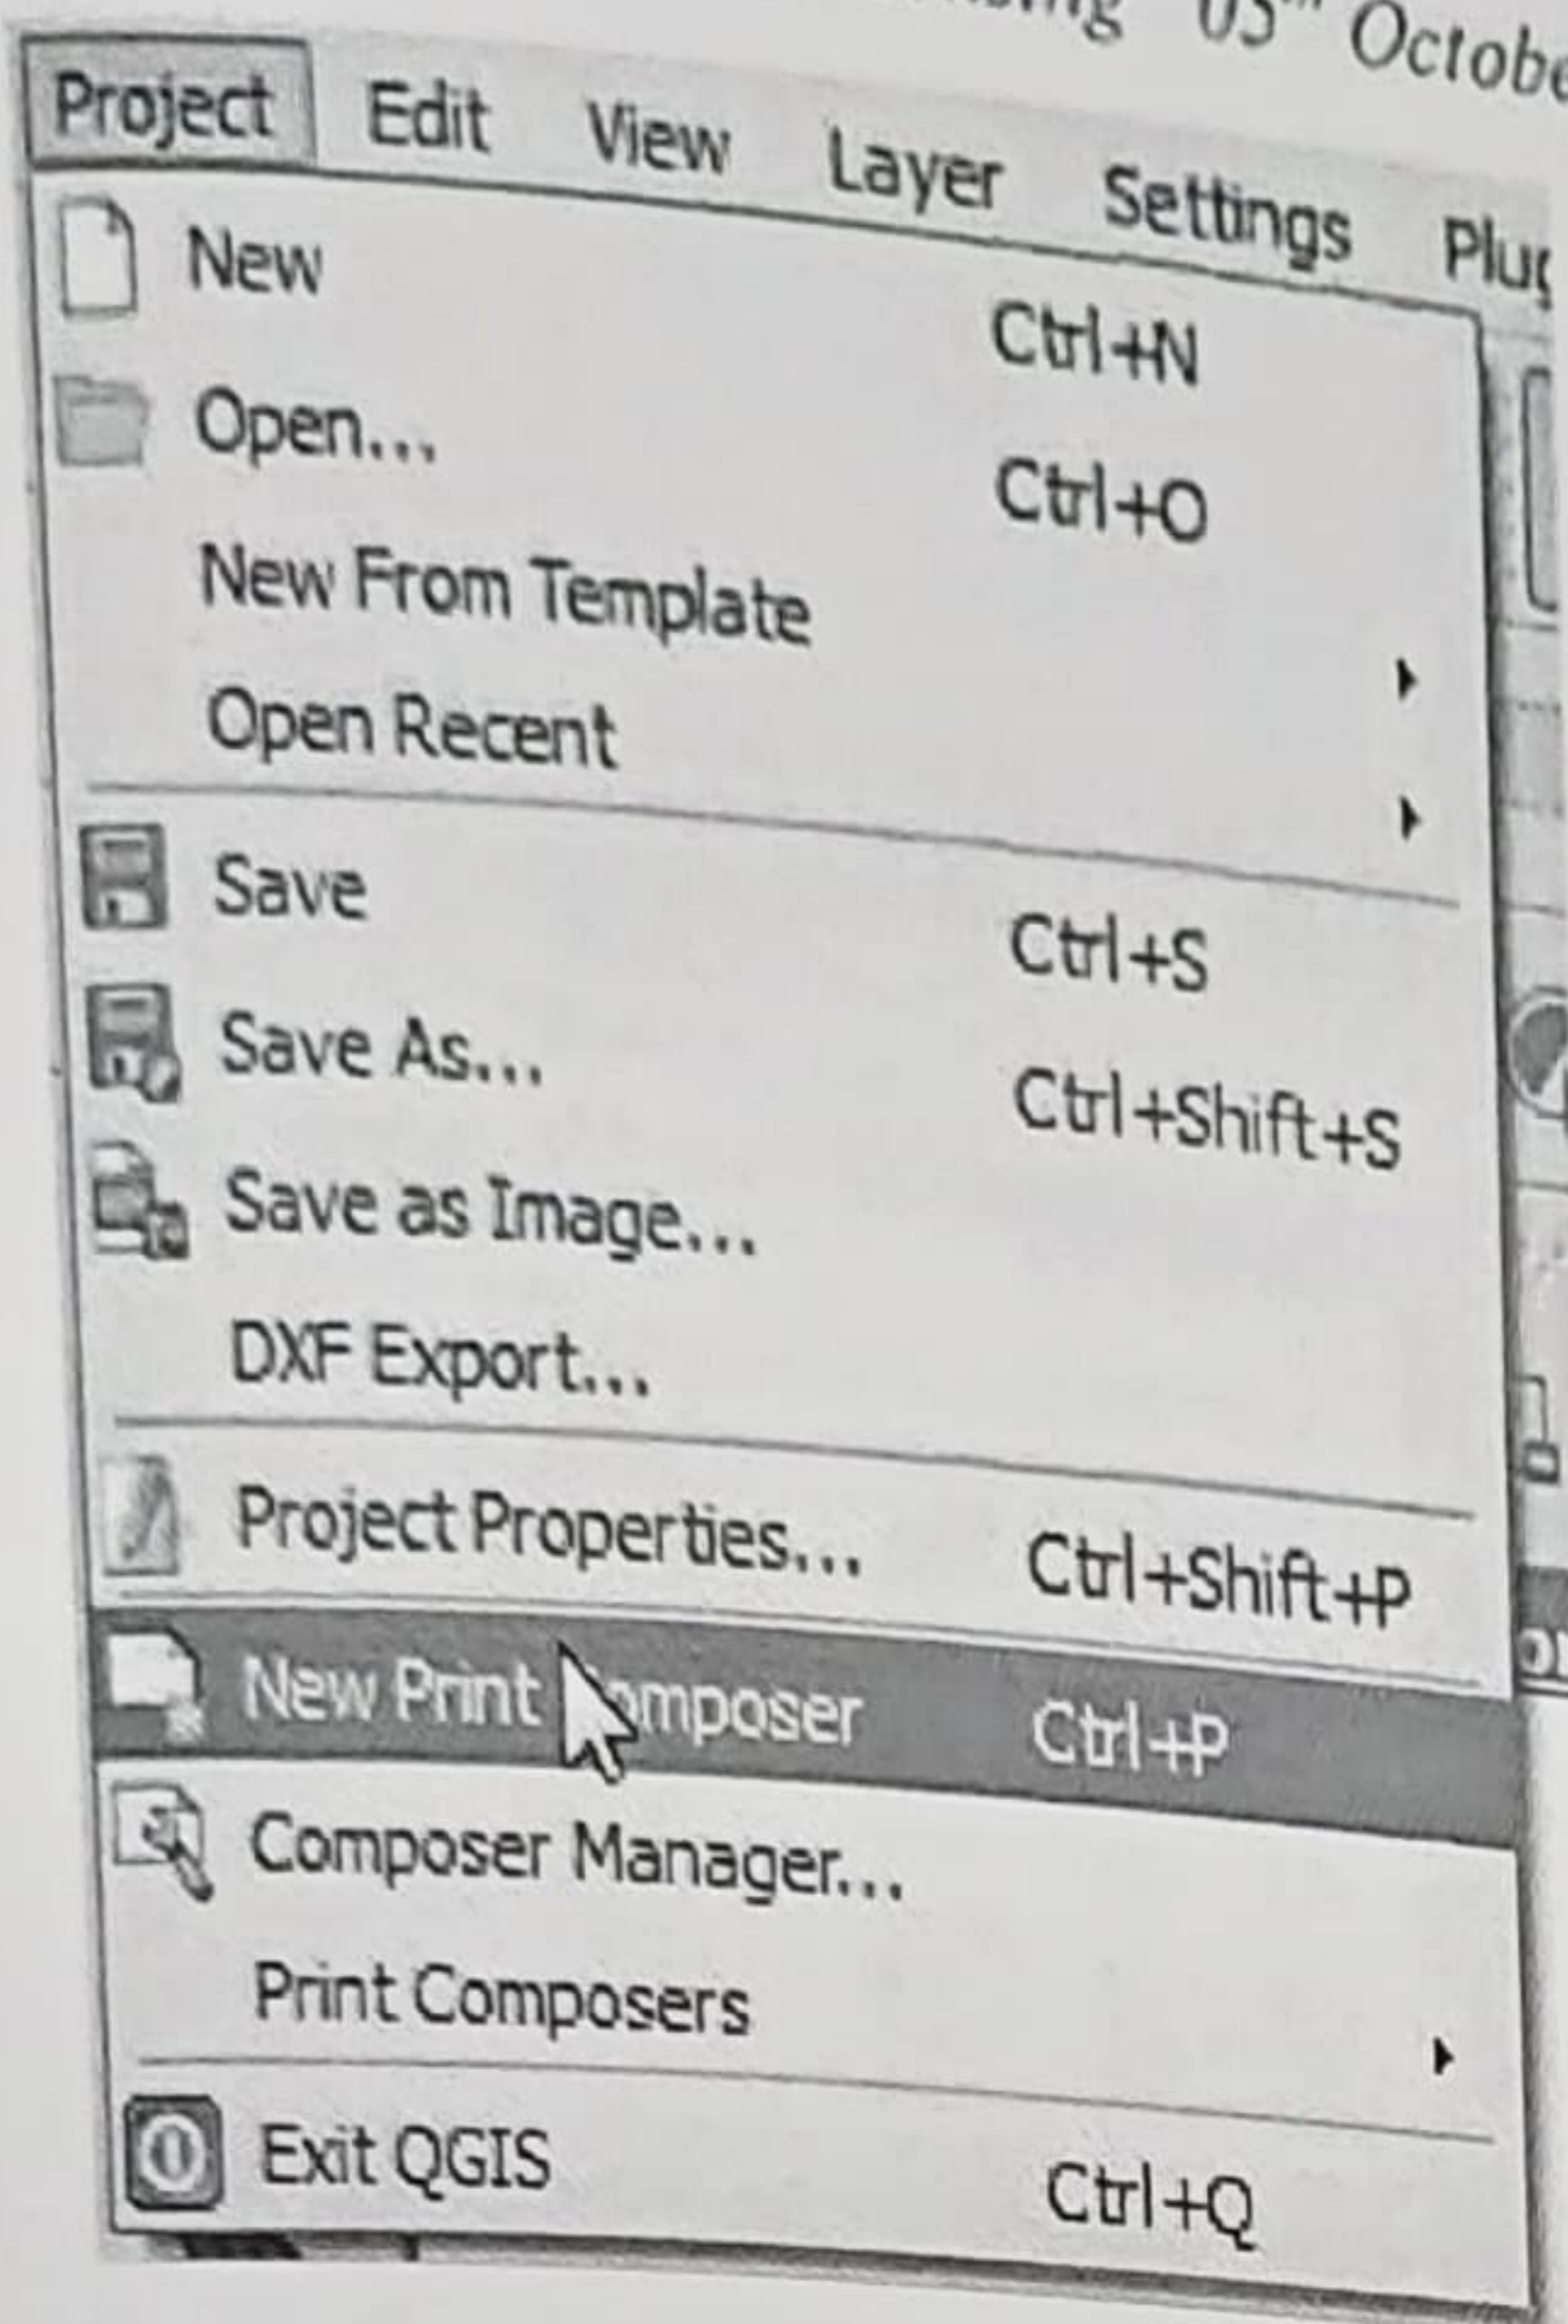 05th October
Project Edit View Layer Settings
New Ctrl+N
Open... Ctrl+O
New From Template
Open Recent
Save Ctrl+S
Save As... Ctrl+Shift+S
Save as Image...
DXF Export...
Project Properties... Ctrl+Shift+P
New Print Composer Ctrl+P
Composer Manager...
Print Composers
Exit QGIS Ctrl+Q